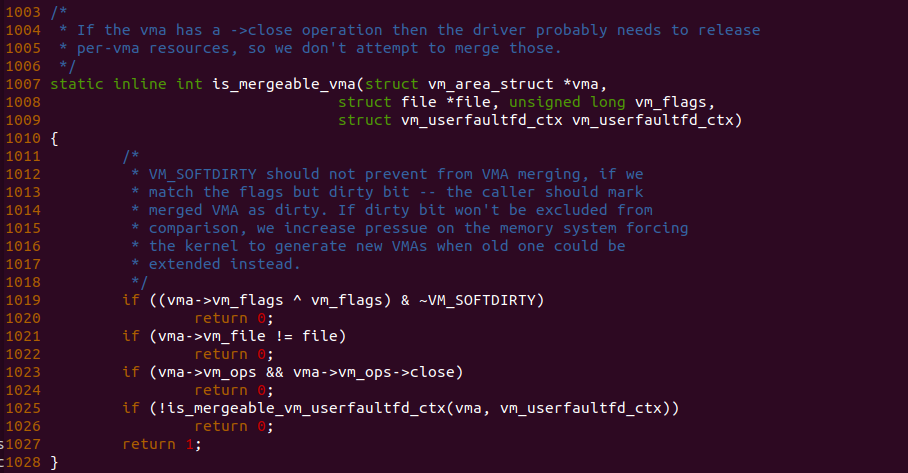 1003 /*
1004  * If the vma has a ->close operation then the driver probably needs to release
1005  * per-vma resources, so we don't attempt to merge those.
1006  */
1007 static inline int is_mergeable_vma(struct vm_area_struct *vma,
1008                                 struct file *file, unsigned long vm_flags,
1009                                 struct vm_userfaultfd_ctx vm_userfaultfd_ctx)
1010 {
1011         /*
1012          * VM_SOFTDIRTY should not prevent from VMA merging, if we
1013          * match the flags but dirty bit -- the caller should mark
1014          * merged VMA as dirty. If dirty bit won't be excluded from
1015          * comparison, we increase pressue on the memory system forcing
1016          * the kernel to generate new VMAs when old one could be
1017          * extended instead.
1018          */
1019         if ((vma->vm_flags ^ vm_flags) & ~VM_SOFTDIRTY)
1020                 return 0;
1021         if (vma->vm_file != file)
1022                 return 0;
1023         if (vma->vm_ops && vma->vm_ops->close)
1024                 return 0;
1025         if (!is_mergeable_vm_userfaultfd_ctx(vma, vm_userfaultfd_ctx))
1026                 return 0;
1027         return 1;
1028 }